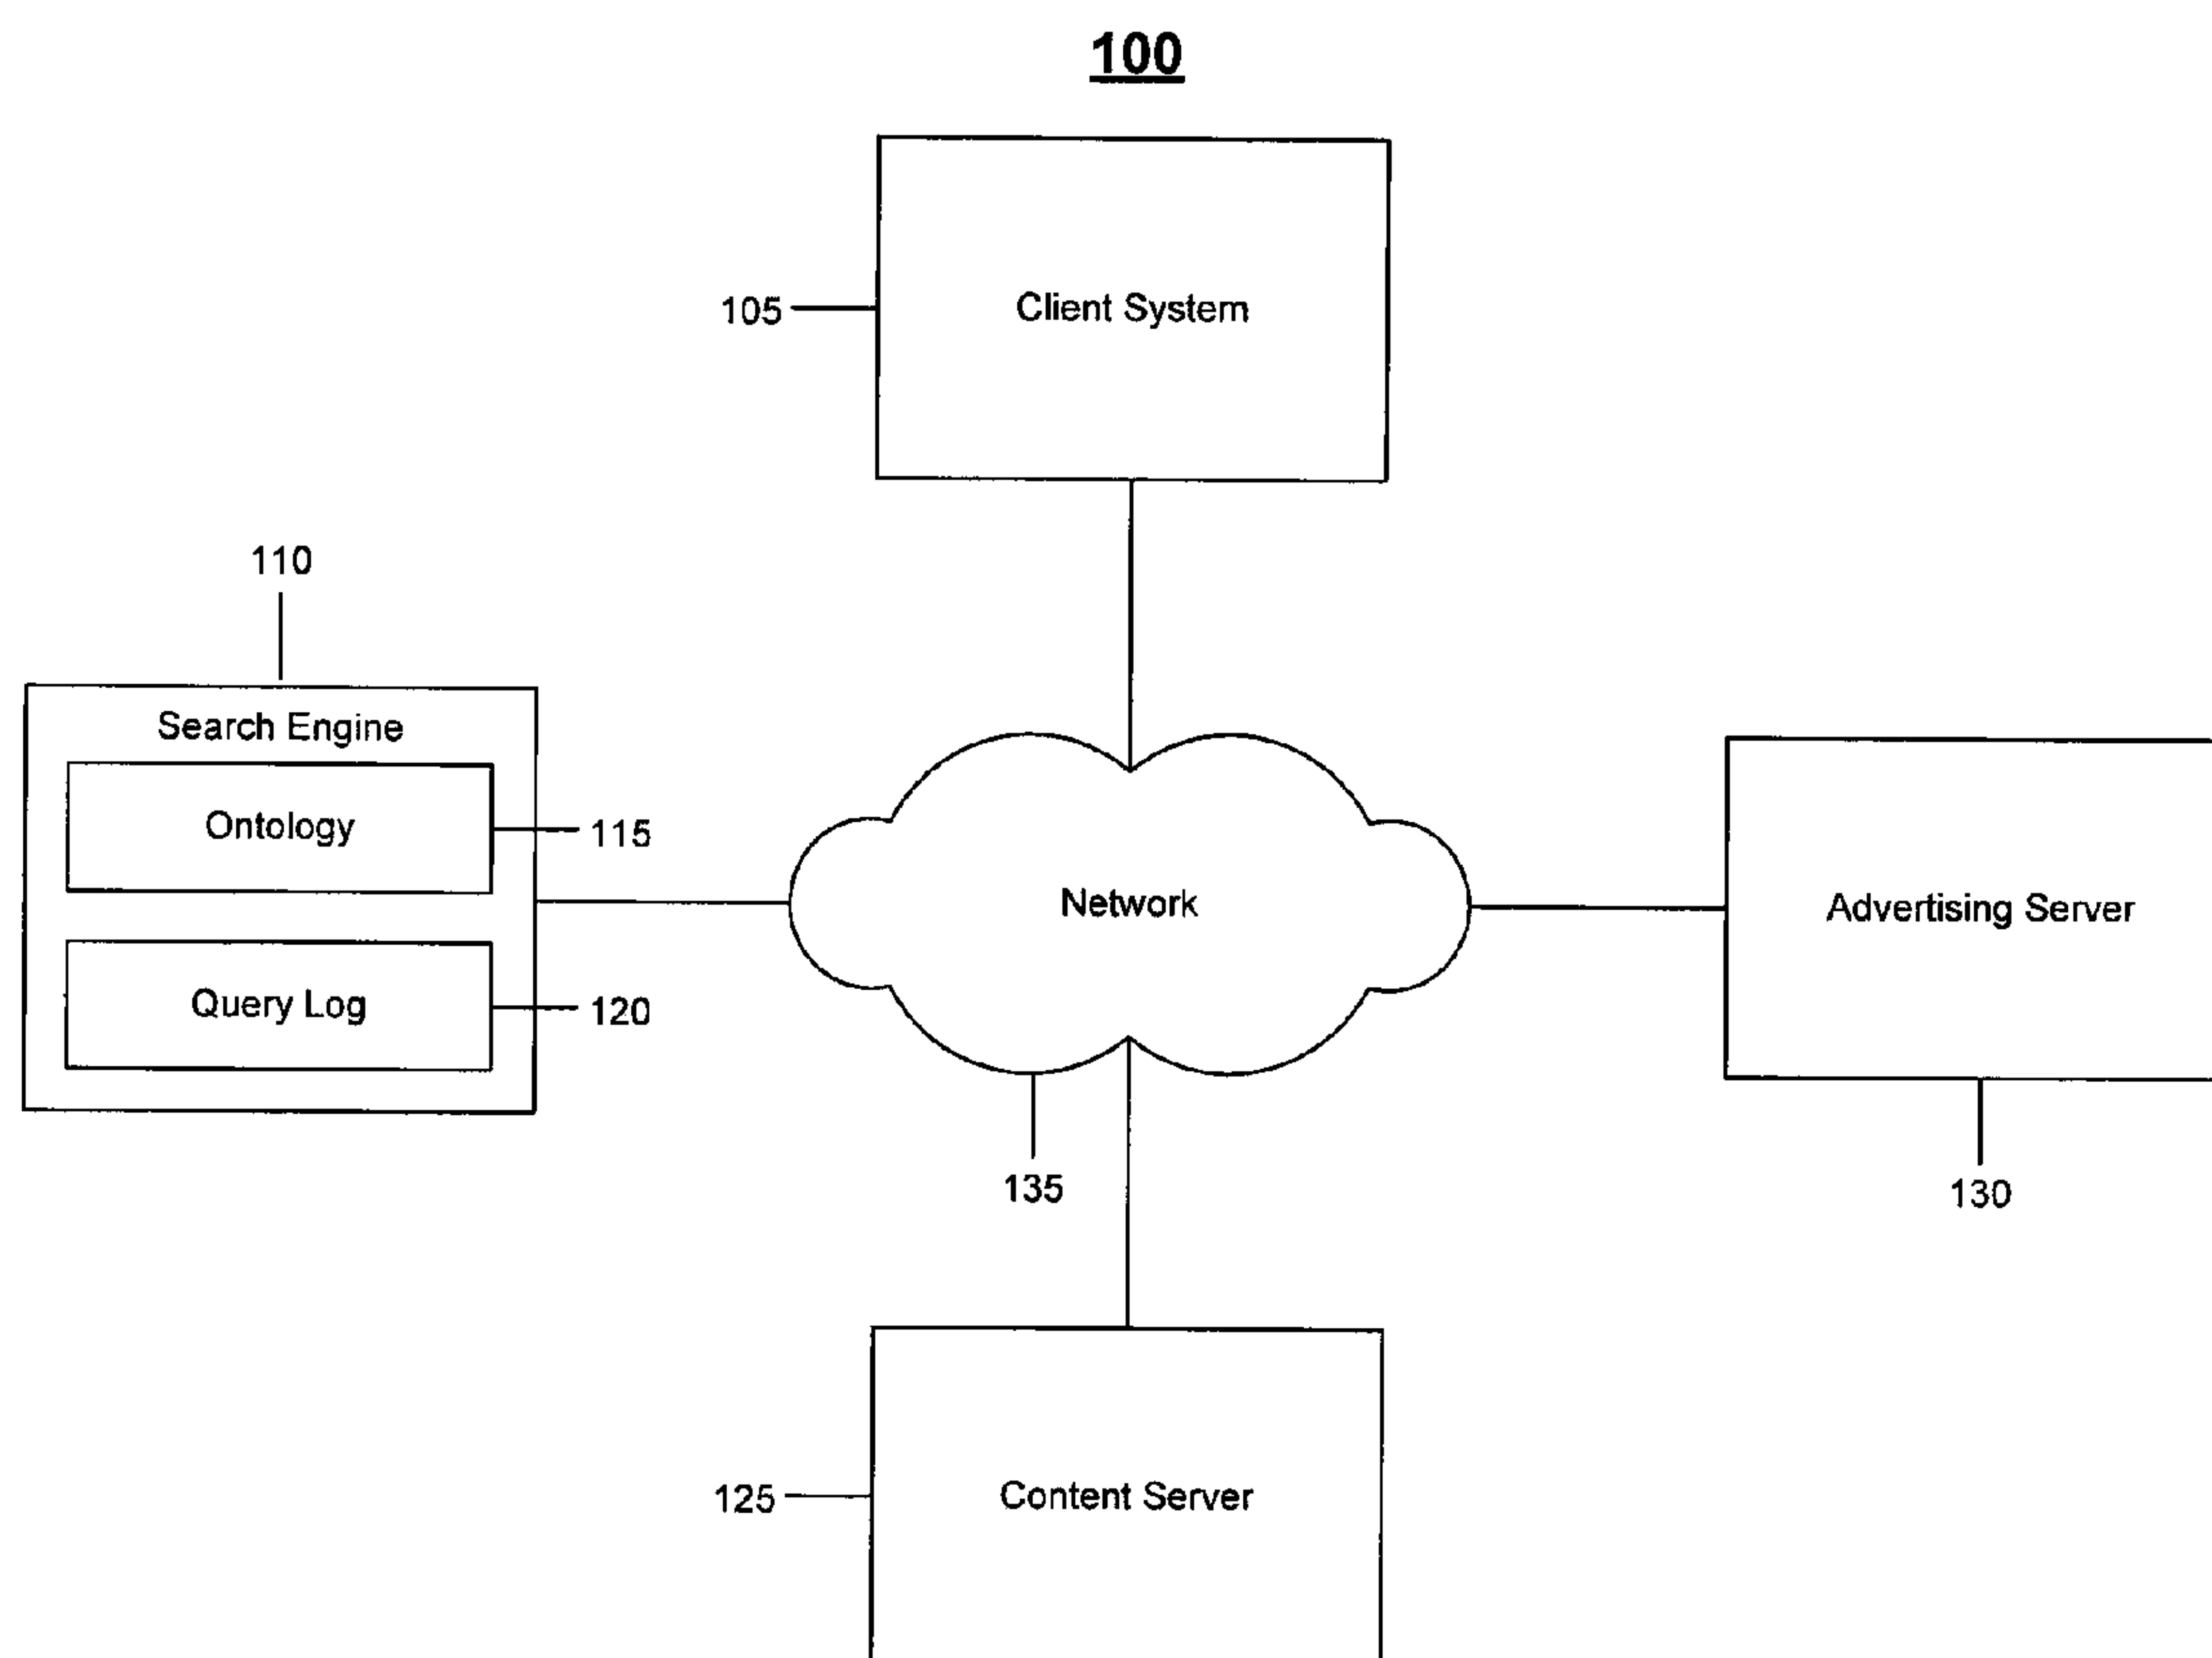 100
Client System
105
110
Search Engine
Ontology
115
Network
Advertising Server
Query Log
120
135
130
125
Content Server